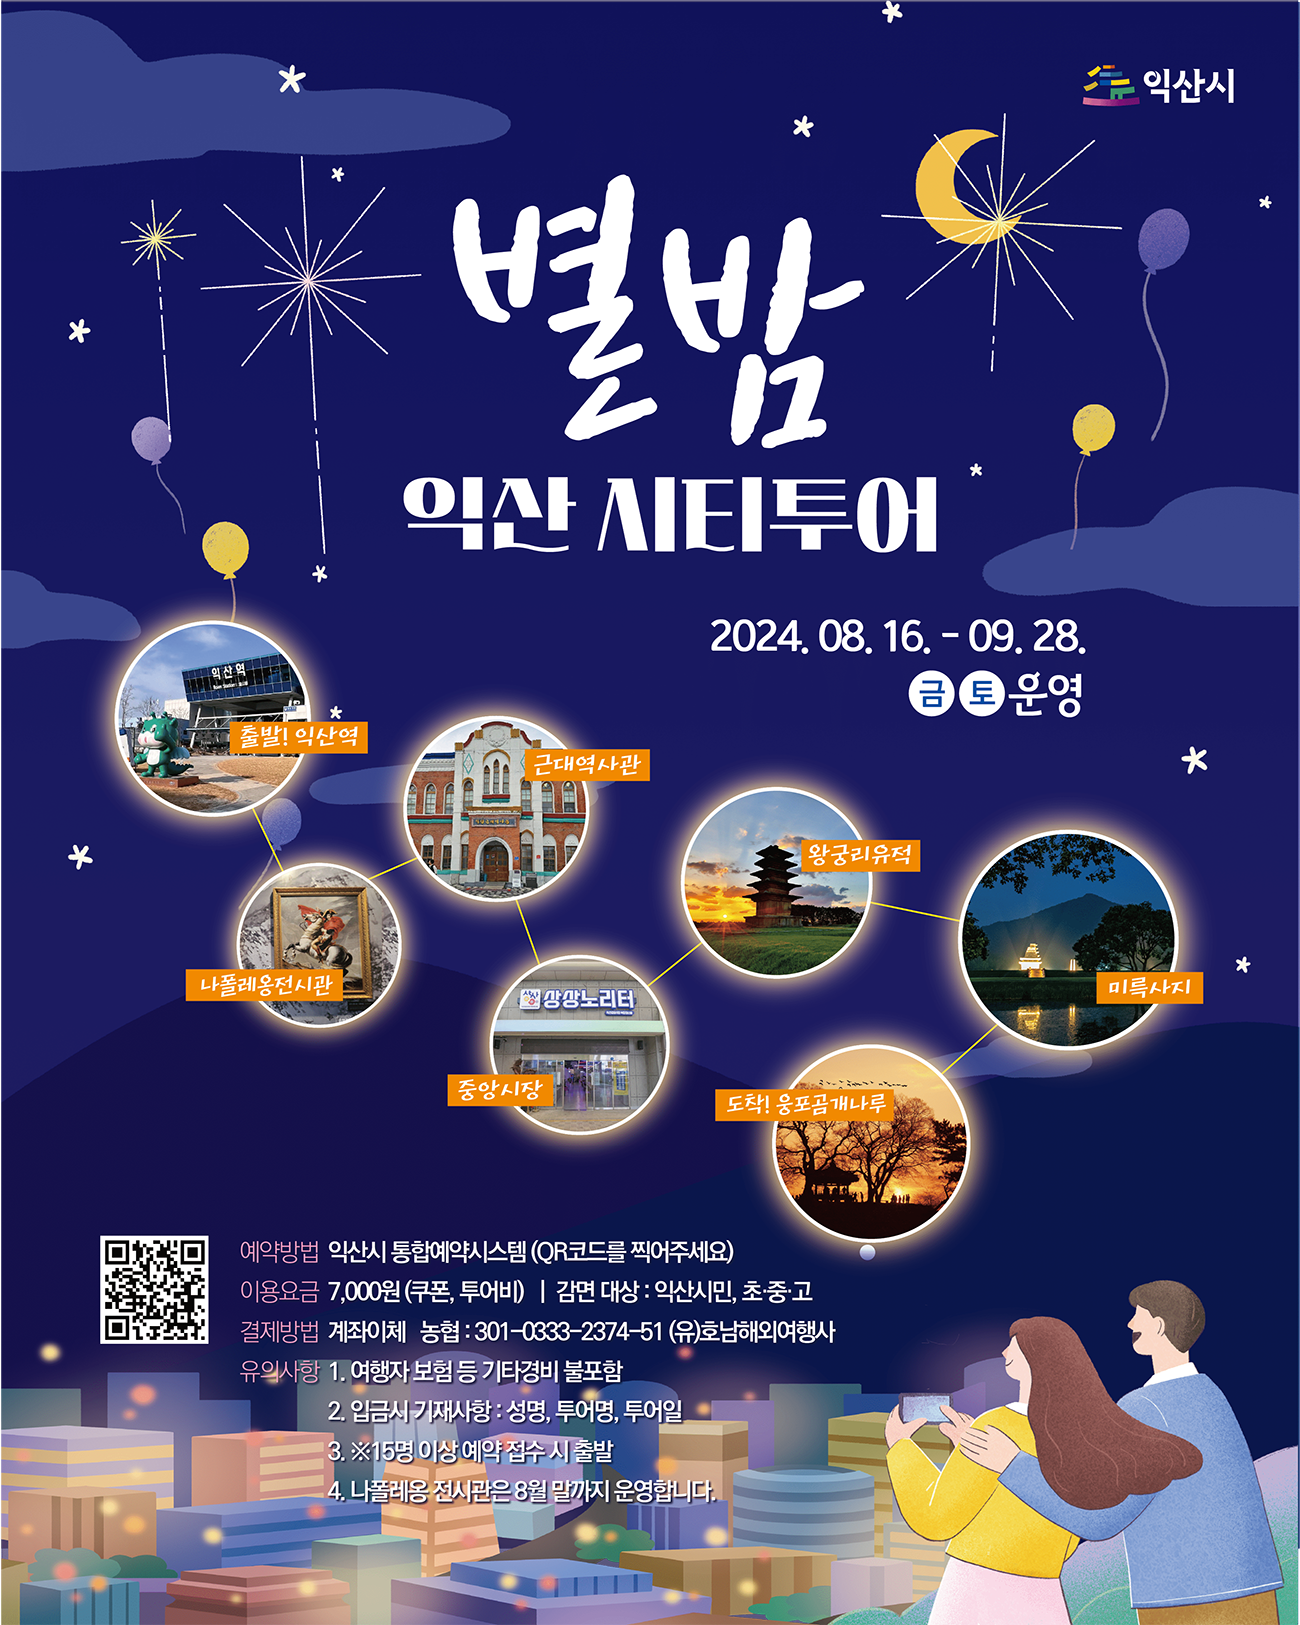 익산시
별밤
익산 시티투어
2024. 08. 16. - 09. 28.
금 토 운영
익산역
출발! 익산역
근대역사관
왕궁리유적
나폴레옹전시관
상상노리터
미륵사지
중앙시장
도착! 웅포곰개나루
예약방법 익산시 통합예약시스템 (QR코드를 찍어주세요)
이용요금 7,000원 (쿠폰, 투어비) | 감면 대상 : 익산시민, 초·중·고
결제방법 계좌이체 농협 : 301-0333-2374-51 (유)호남해외여행사
유의사항 1. 여행자 보험 등 기타경비 불포함
2. 입금시 기재사항 : 성명, 투어명, 투어일
3. ※15명 이상 예약 접수 시 출발
4. 나폴레옹 전시관은 8월 말까지 운영합니다.